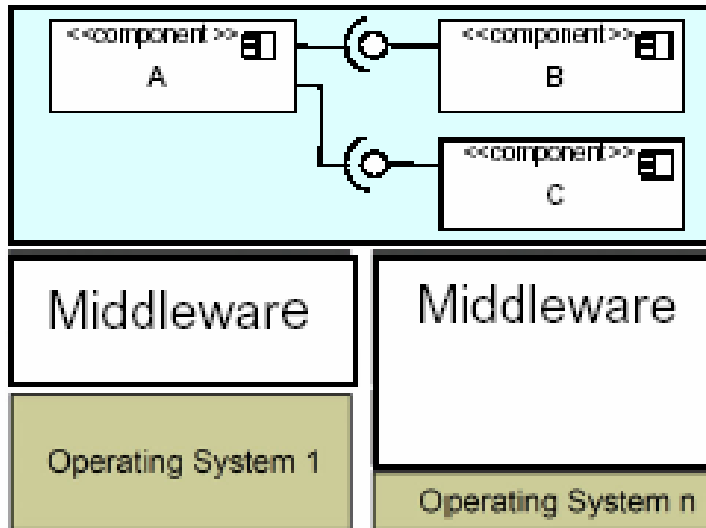 <<component>>
A
<<component>>
B
<<component>>
C
Middleware
Middleware
Operating System 1
Operating System n